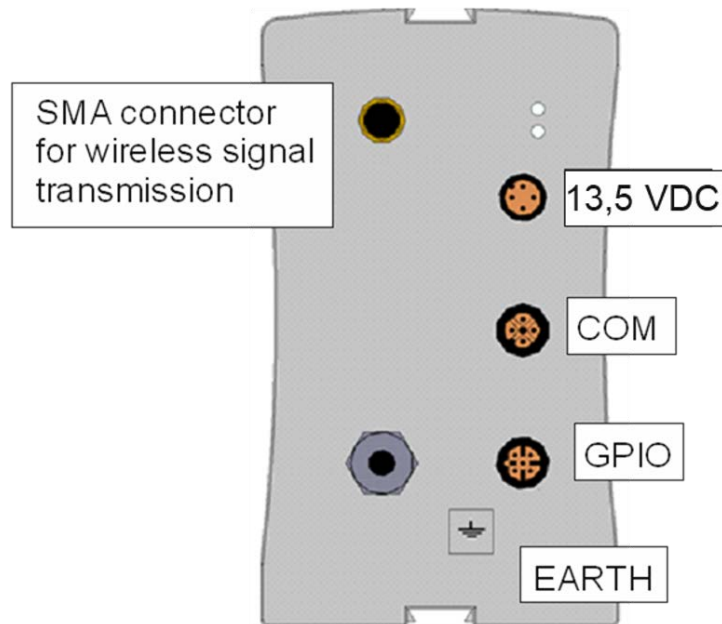 SMA connector
for wireless signal
transmission
13,5 VDC
COM
GPIO
EARTH